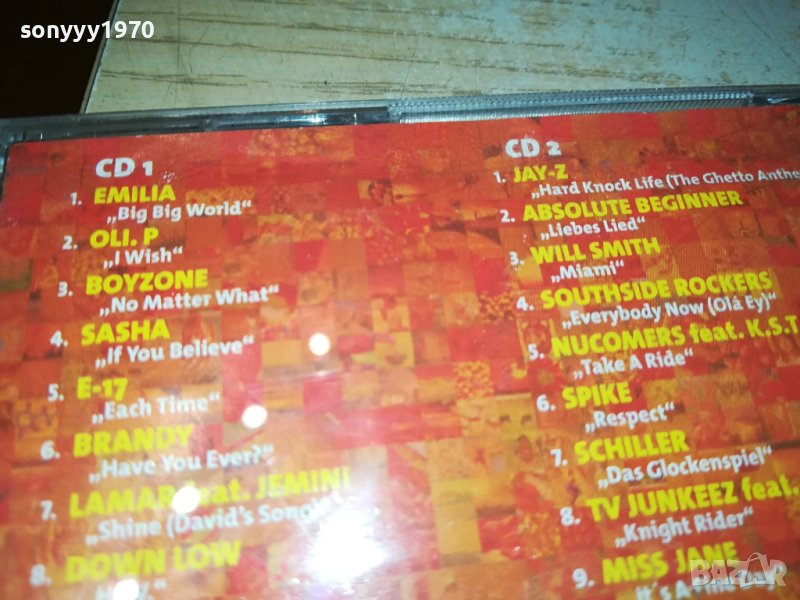 sonyyy1970
CD 1
1. EMILIA
„Big Big World“
2. OLI. P
„I Wish“
3. BOYZONE
„No Matter What“
4. SASHA
„If You Believe“
5. E-17
„Each Time“
6. BRANDY
„Have You Ever?“
7. LAMAR feat. JEMINI
„Shine (David's Song)“
8. DOWN LOW
CD 2
1. JAY-Z
„Hard Knock Life (The Ghetto
2. ABSOLUTE BEGINNER
„Liebes Lied“
3. WILL SMITH
„Miami“
4. SOUTHSIDE ROCKERS
„Everybody Now (Olá Ey)“
5. NUCOMERS feat. K.S.T
„Take A Ride“
6. SPIKE
„Respect“
7. SCHILLER
„Das Glockenspiel“
8. TV JUNKEEZ feat.
„Knight Rider“
9. MISS JANE
„It's A
BAZAR